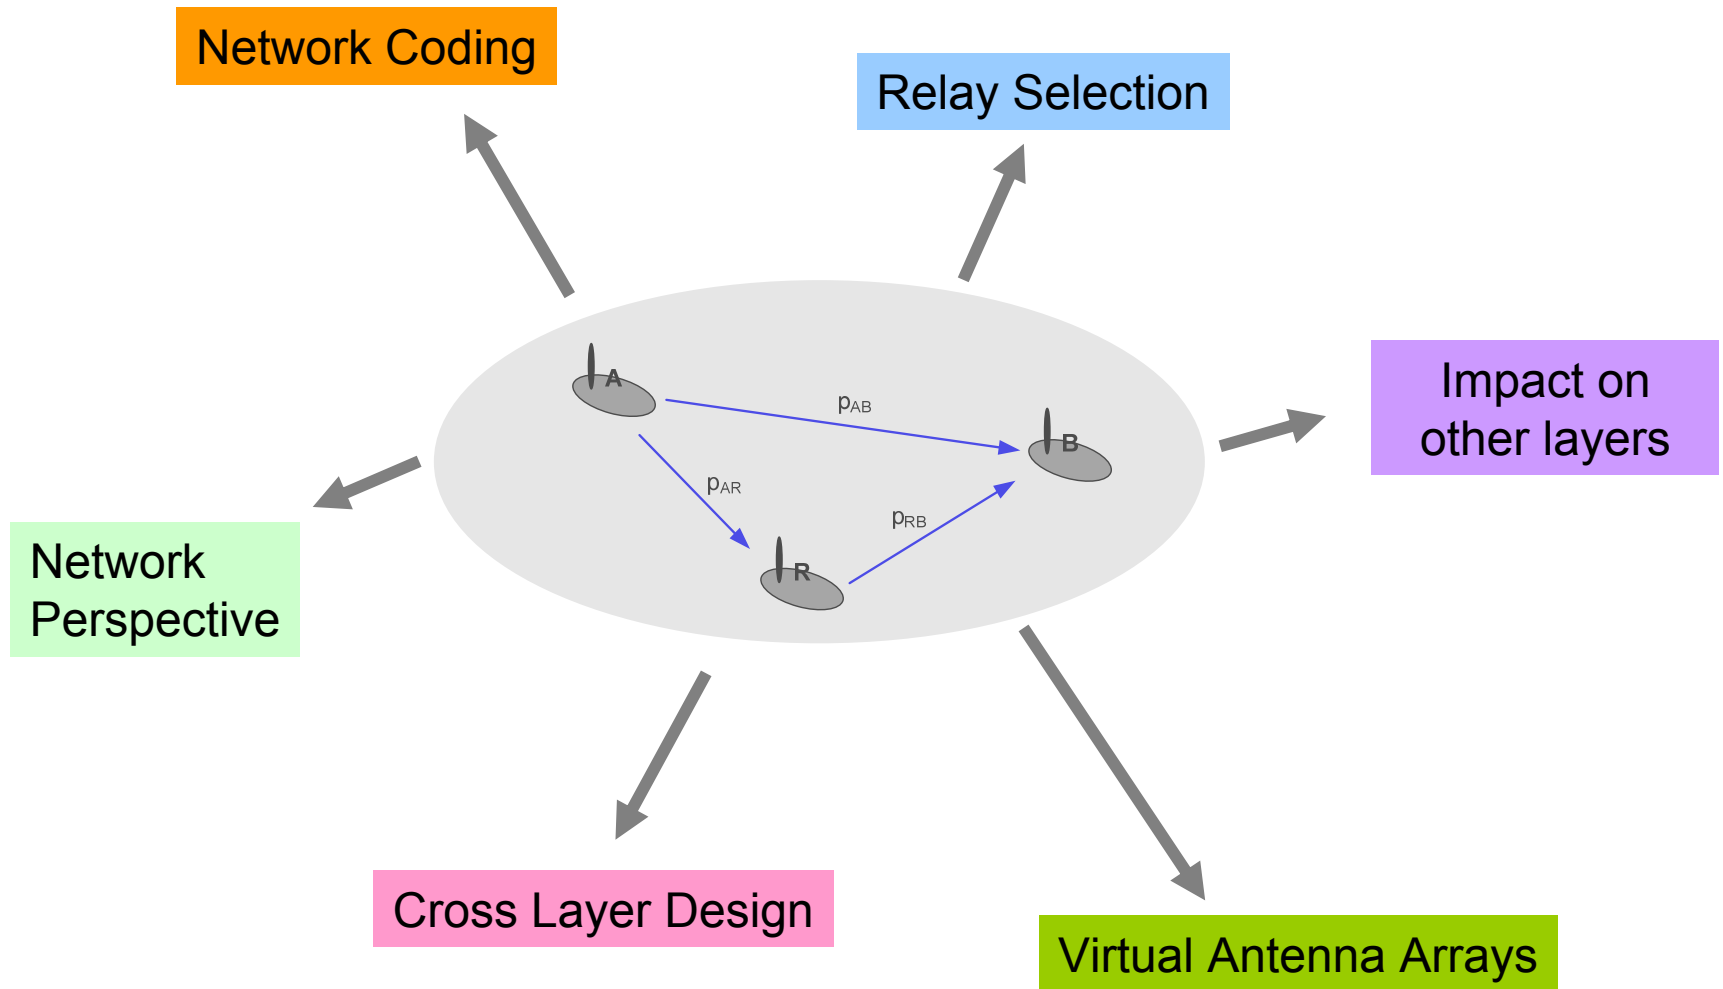 Network Coding
Relay Selection
Impact on
other layers
A
pAB
B
pAR
pRB
R
Network
Perspective
Cross Layer Design
Virtual Antenna Arrays